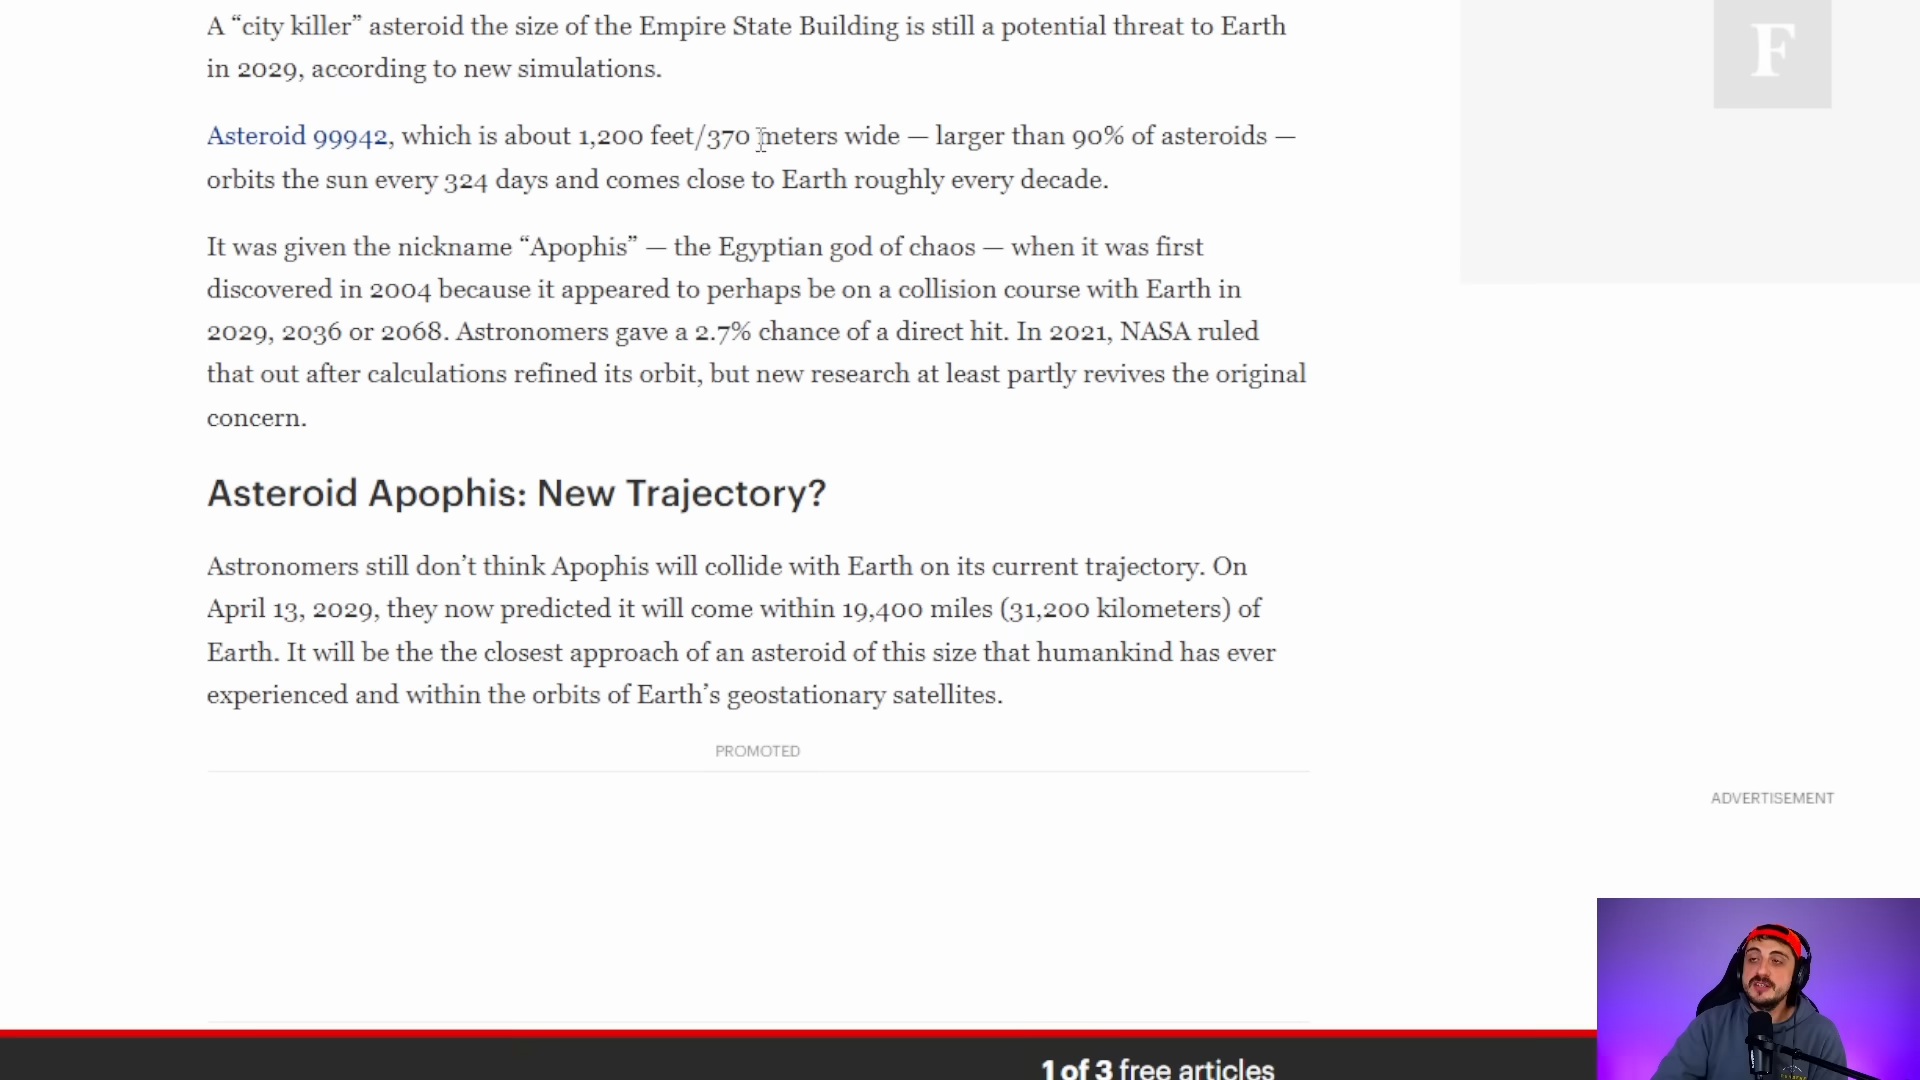 A “city killer” asteroid the size of the Empire State Building is still a potential threat to Earth
in 2029, according to new simulations.
Asteroid 99942, which is about 1,200 feet/370 meters wide — larger than 90% of asteroids —
orbits the sun every 324 days and comes close to Earth roughly every decade.
It was given the nickname “Apophis” — the Egyptian god of chaos — when it was first
discovered in 2004 because it appeared to perhaps be on a collision course with Earth in
2029, 2036 or 2068. Astronomers gave a 2.7% chance of a direct hit. In 2021, NASA ruled
that out after calculations refined its orbit, but new research at least partly revives the original
concern.
Asteroid Apophis: New Trajectory?
Astronomers still don’t think Apophis will collide with Earth on its current trajectory. On
April 13, 2029, they now predicted it will come within 19,400 miles (31,200 kilometers) of
Earth. It will be the the closest approach of an asteroid of this size that humankind has ever
experienced and within the orbits of Earth’s geostationary satellites.
PROMOTED
F
ADVERTISEMENT
1 of 3 free articles